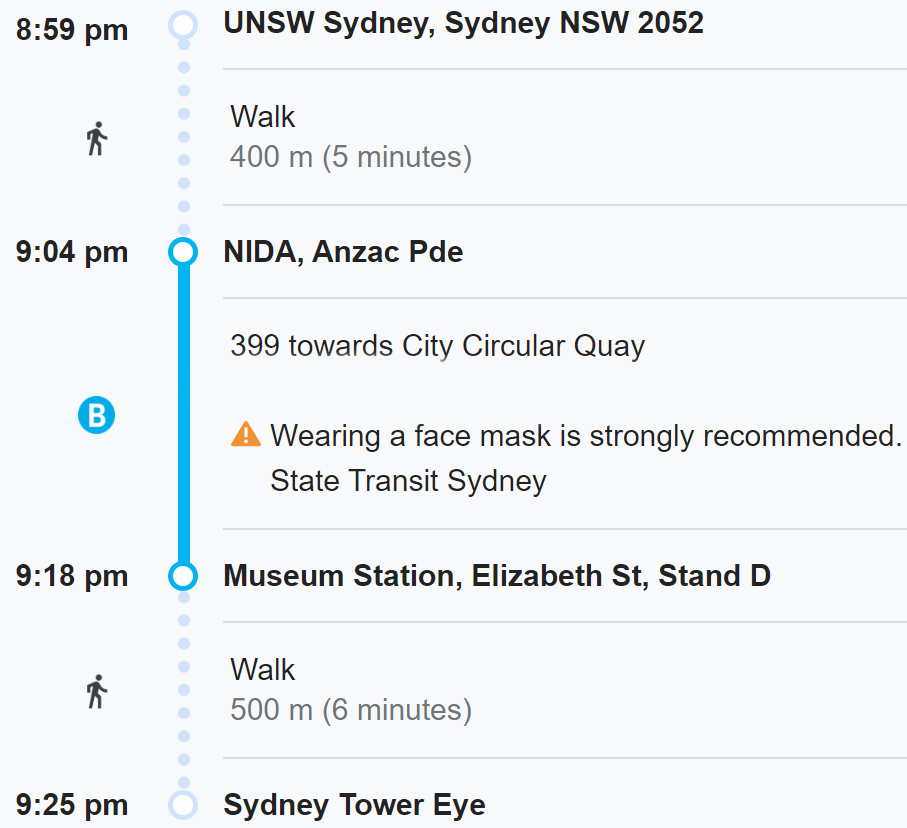 8:59 pm UNSW Sydney, Sydney NSW 2052
Walk
400 m (5 minutes)
9:04 pm NIDA, Anzac Pde
399 towards City Circular Quay
B
Wearing a face mask is strongly recommended.
State Transit Sydney
9:18 pm Museum Station, Elizabeth St, Stand D
Walk
500 m (6 minutes)
9:25 pm Sydney Tower Eye